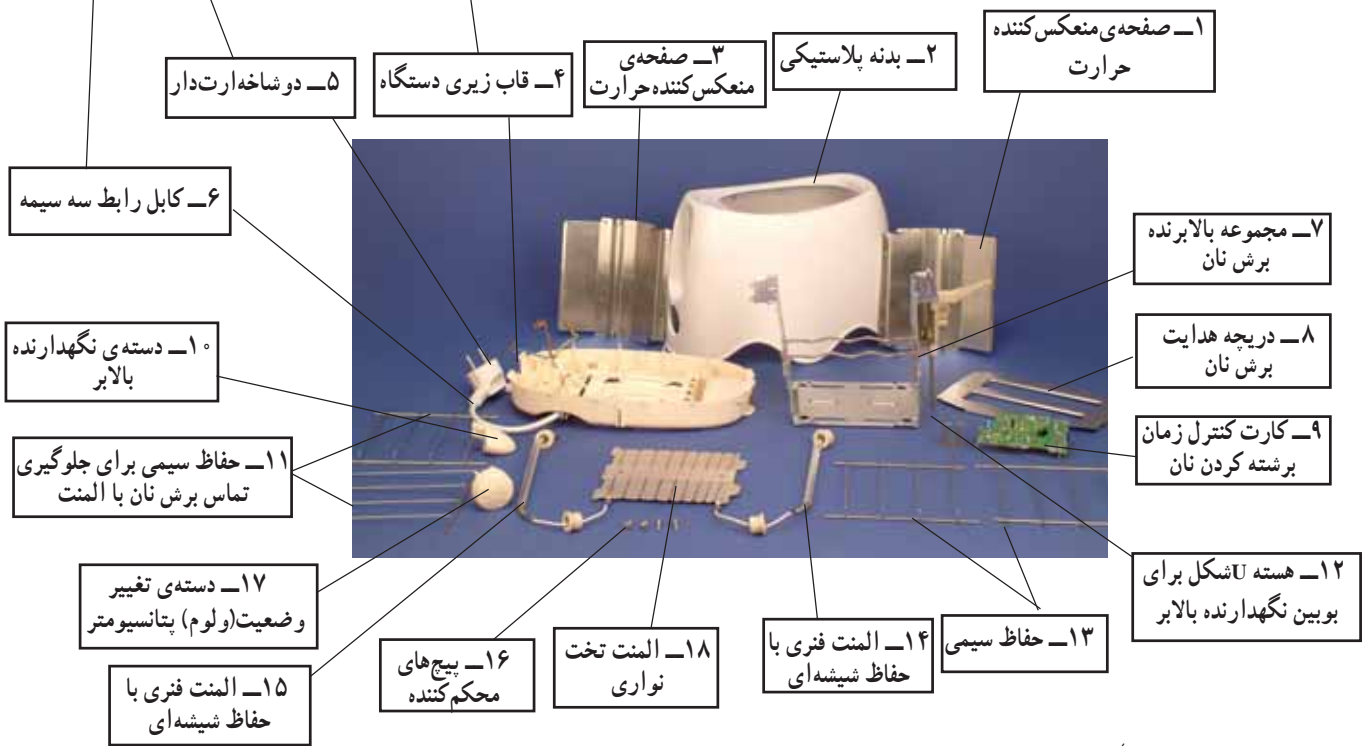 ۱ــ صفحه‌ی منعکس‌کننده
حرارت
۲ــ بدنه پلاستیکی
۳ــ صفحه‌ی
منعکس‌کننده حرارت
۴ــ قاب زیری دستگاه
۵ــ دو شاخه ارت‌دار
۶ــ کابل رابط سه سیمه
۷ــ مجموعه بالابرنده
برش نان
۸ــ دریچه هدایت
برش نان
۹ــ کارت کنترل زمان
برشته کردن نان
۱۰ــ دسته‌ی نگهدارنده
بالابر
۱۱ــ حفاظ سیمی برای جلوگیری
تماس برش نان با المنت
۱۲ــ هسته U شکل برای
بوبین نگهدارنده بالابر
۱۳ــ حفاظ سیمی
۱۴ــ المنت فنری با
حفاظ شیشه‌ای
۱۵ــ المنت فنری با
حفاظ شیشه‌ای
۱۶ــ پیچ‌های
محکم‌کننده
۱۷ــ دسته‌ی تغییر
وضعیت(ولوم) پتانسیومتر
۱۸ــ المنت تخت
نواری